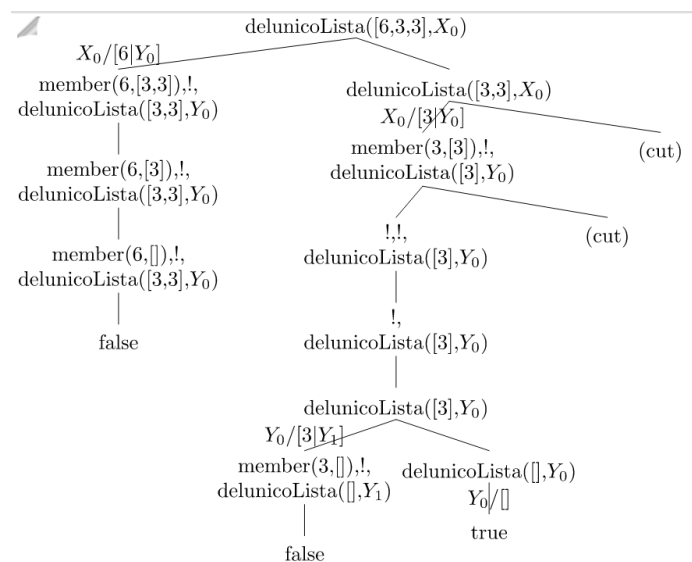 delunicoLista([6,3,3],X₀)
X₀/[6|Y₀]
member(6,[3,3]),!,
delunicoLista([3,3],Y₀)
member(6,[3]),!,
delunicoLista([3,3],Y₀)
member(6,[]),!,
delunicoLista([3,3],Y₀)
false
delunicoLista([3,3],X₀)
X₀/[3|Y₀]
member(3,[3]),!,
delunicoLista([3],Y₀)
(cut)
!,!,
delunicoLista([3],Y₀)
(cut)
!,
delunicoLista([3],Y₀)
delunicoLista([3],Y₀)
Y₀/[3|Y₁]
member(3,[]),!,
delunicoLista([],Y₁)
false
delunicoLista([],Y₀)
Y₀/[]
true